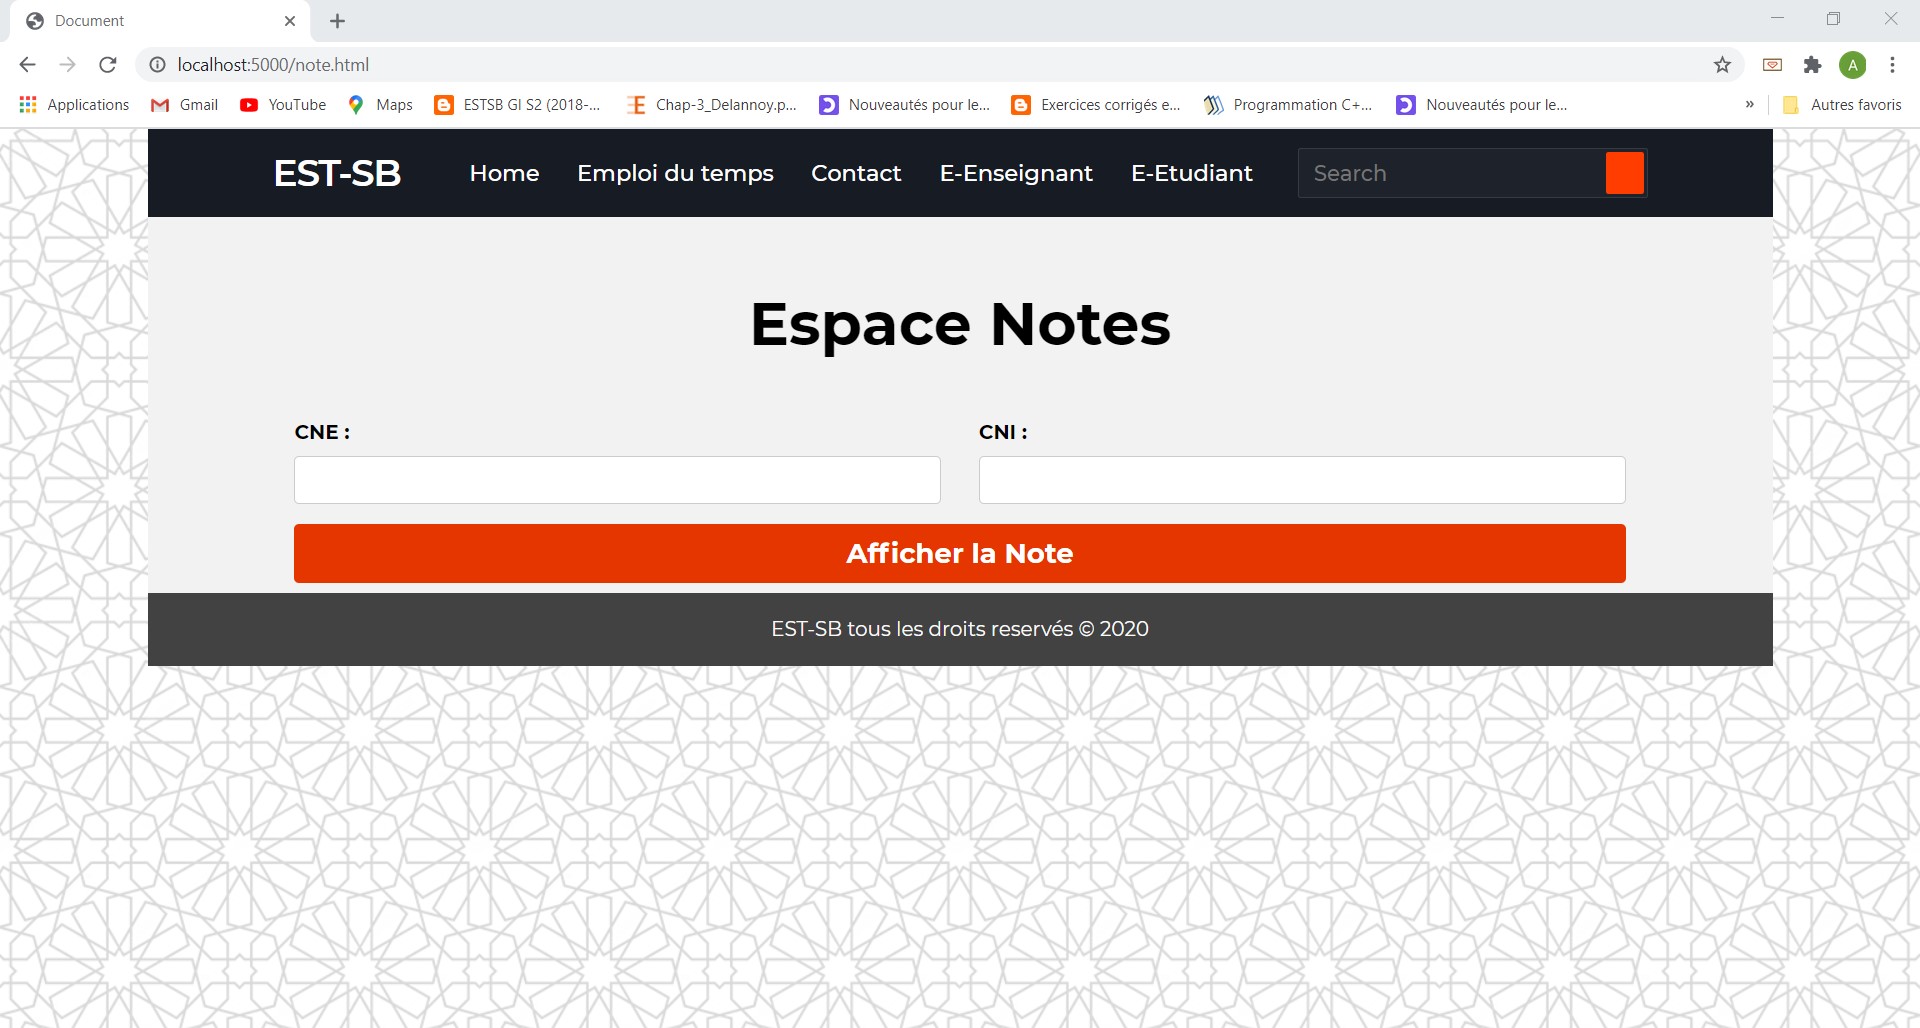 Document
localhost:5000/note.html
Applications Gmail YouTube Maps ESTSB GI S2 (2018-... Chap-3_Delannoy.p... Nouveautés pour le... Exercices corrigés e... Programmation C+... Nouveautés pour le... » Autres favoris
A
EST-SB Home Emploi du temps Contact E-Enseignant E-Etudiant Search
Espace Notes
CNE : CNI :
Afficher la Note
EST-SB tous les droits reservés © 2020